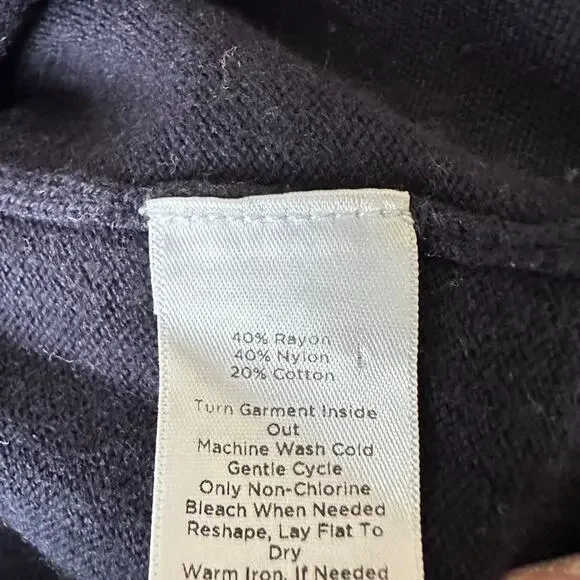 40% Rayon
40% Nylon
20% Cotton
Turn Garment Inside
Out
Machine Wash Cold
Gentle Cycle
Only Non-Chlorine
Bleach When Needed
Reshape, Lay Flat To
Dry
Warm Iron, If Needed